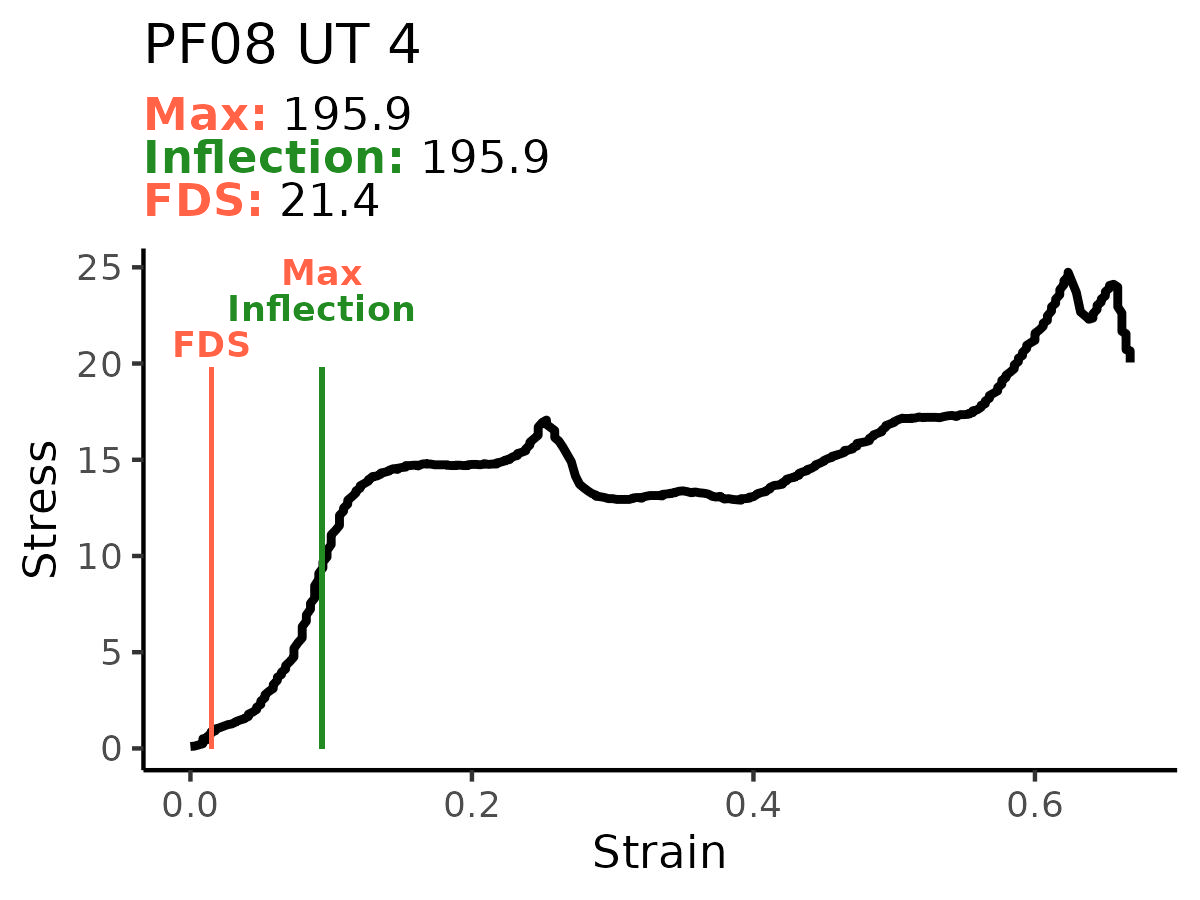 PF08 UT 4
Max: 195.9
Inflection: 195.9
FDS: 21.4
Max
Inflection
FDS
25
20
15
10
5
0
Stress
0.0 0.2 0.4 0.6
Strain